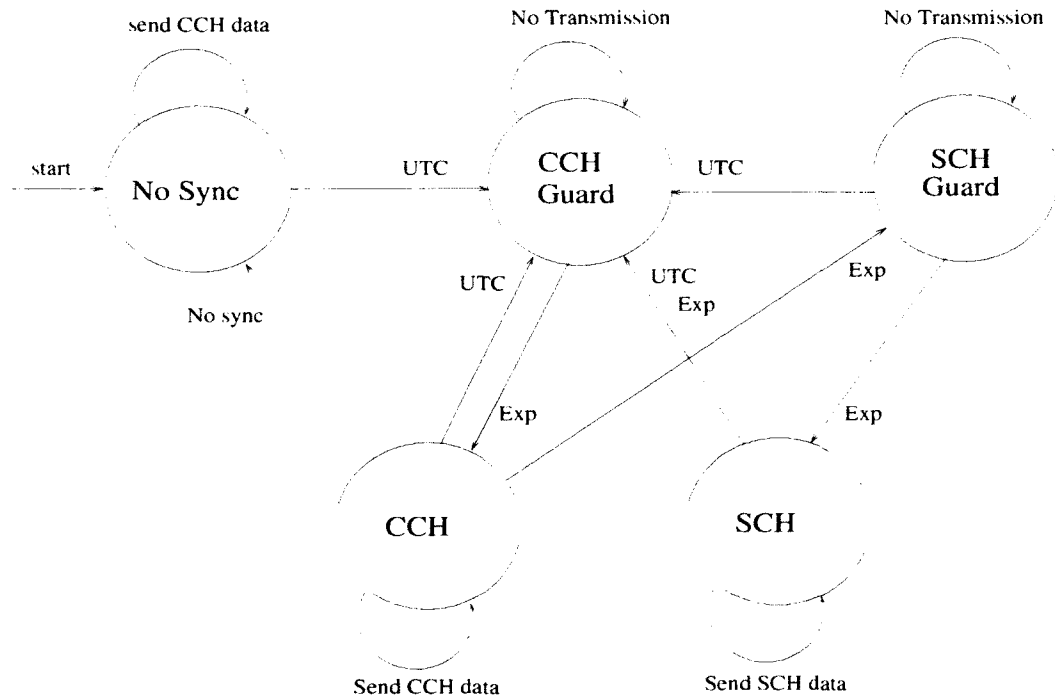 send CCH data
No Transmission
No Transmission
start
No Sync
UTC
CCH
Guard
UTC
SCH
Guard
No sync
UTC
UTC
Exp
Exp
Exp
Exp
CCH
SCH
Send CCH data
Send SCH data